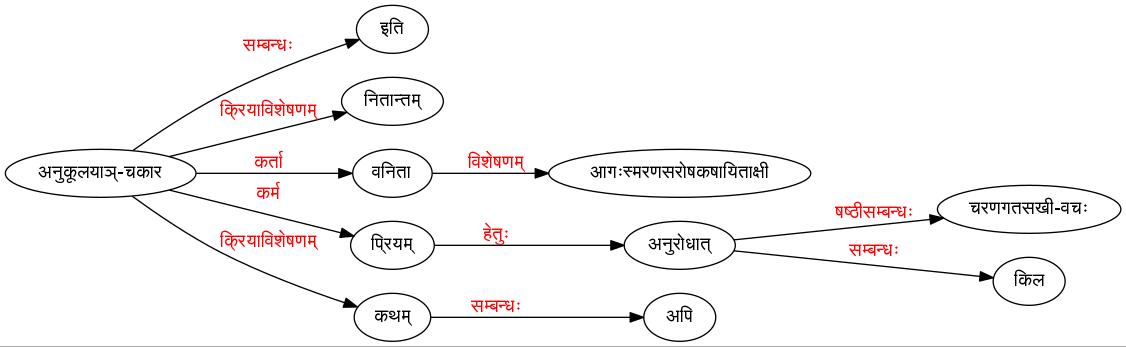 इति
सम्बन्धः
क्रियाविशेषणम्
नितान्तम्
अनुकूलयाञ्-चकार
कर्ता
वनिता
विशेषणम्
आगःस्मरणसरोषकषायिताक्षी
कर्म
षष्ठीसम्बन्धः
चरणगतसखी-वचः
क्रियाविशेषणम्
प्रियम्
हेतुः
अनुरोधात्
सम्बन्धः
किल
कथम्
सम्बन्धः
अपि